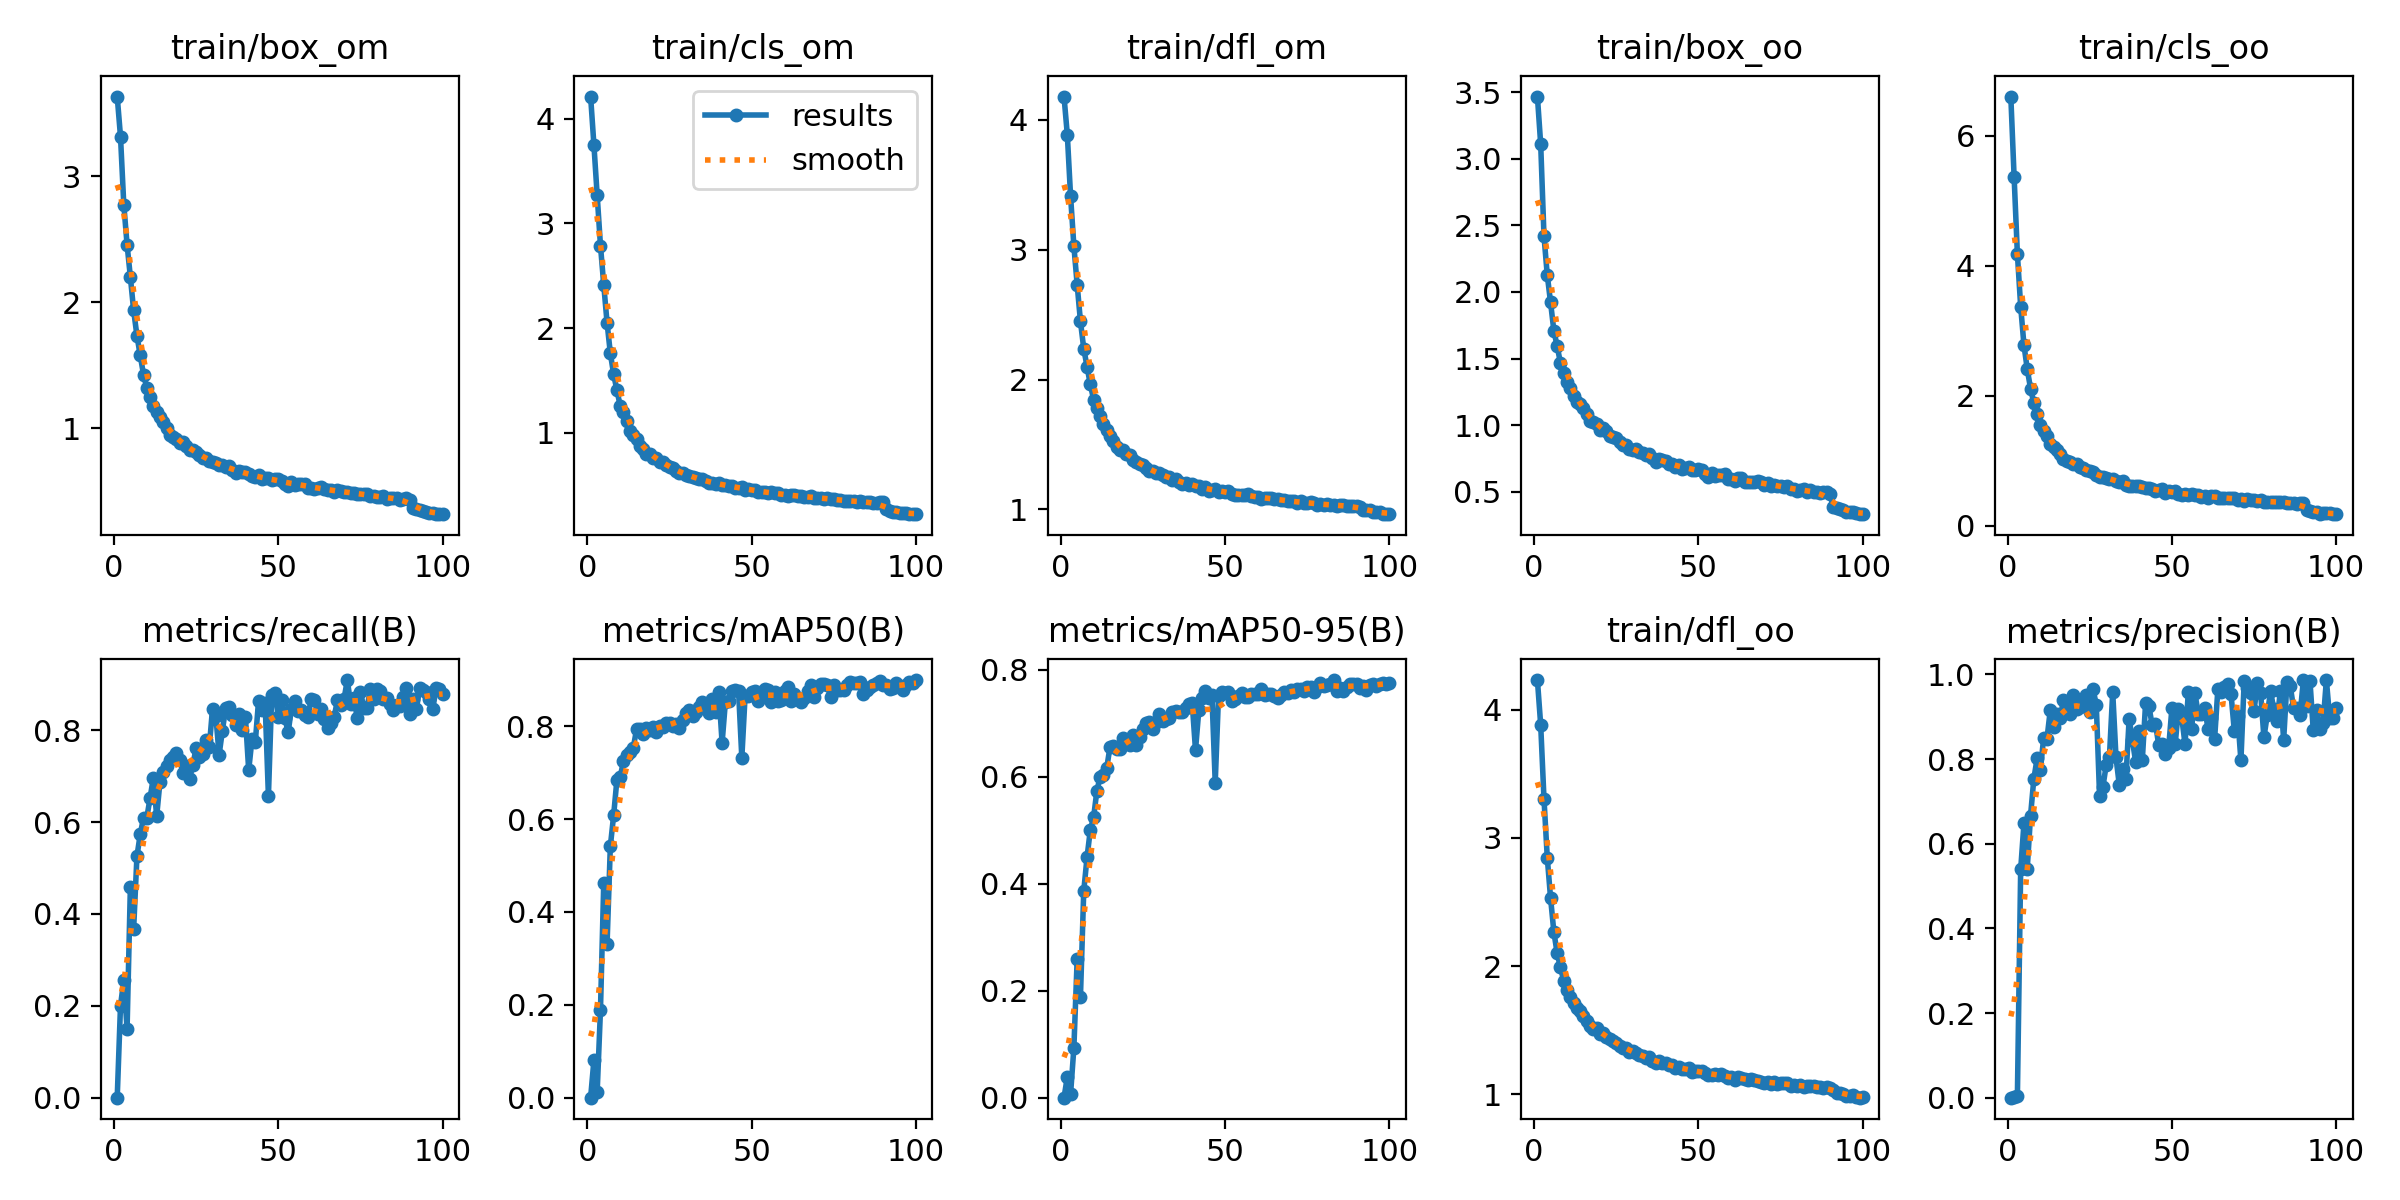 train/box_om
train/cls_om
train/dfl_om
train/box_oo
train/cls_oo
3
2
1
0 50 100
4
3
2
1
results
smooth
0 50 100
4
3
2
1
0 50 100
3.5
3.0
2.5
2.0
1.5
1.0
0.5
0 50 100
6
4
2
0
0 50 100
metrics/recall(B)
metrics/mAP50(B)
metrics/mAP50-95(B)
train/dfl_oo
metrics/precision(B)
0.8
0.6
0.4
0.2
0.0
0 50 100
0.8
0.6
0.4
0.2
0.0
0 50 100
0.8
0.6
0.4
0.2
0.0
0 50 100
4
3
2
1
0 50 100
1.0
0.8
0.6
0.4
0.2
0.0
0 50 100